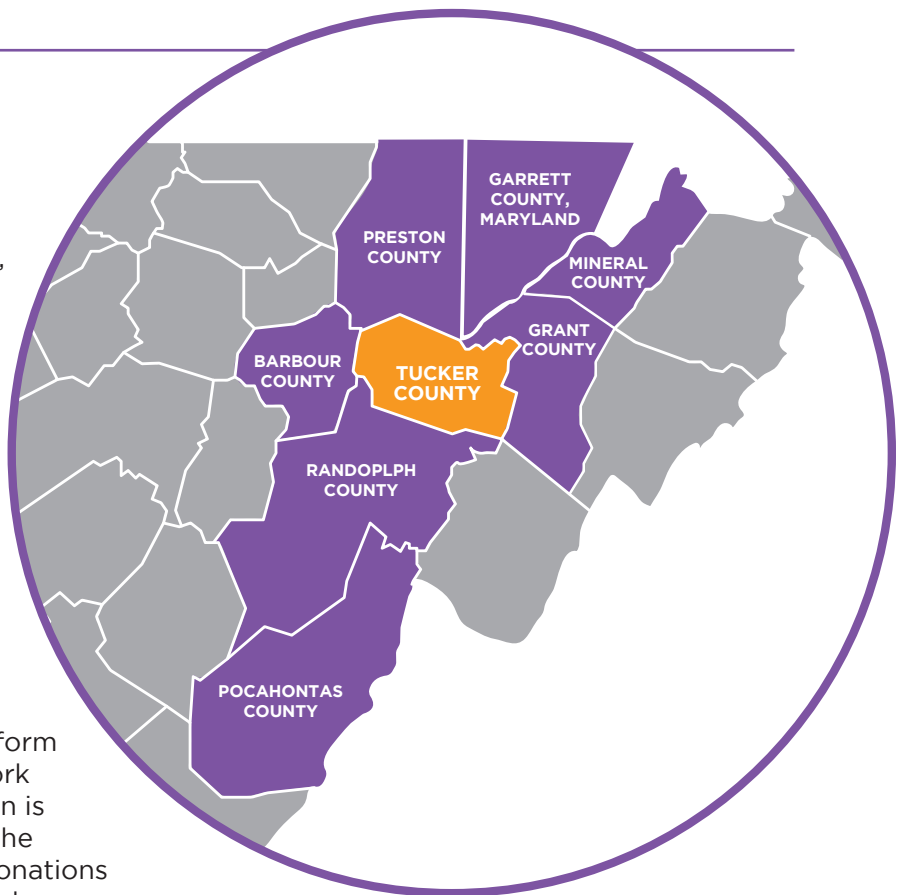 GARRETT
COUNTY,
MARYLAND
PRESTON
COUNTY
MINERAL
COUNTY
GRANT
COUNTY
BARBOUR
COUNTY
TUCKER
COUNTY
RANDOPLPH
COUNTY
POCAHONTAS
COUNTY
,
form
ork
n is
he
onations